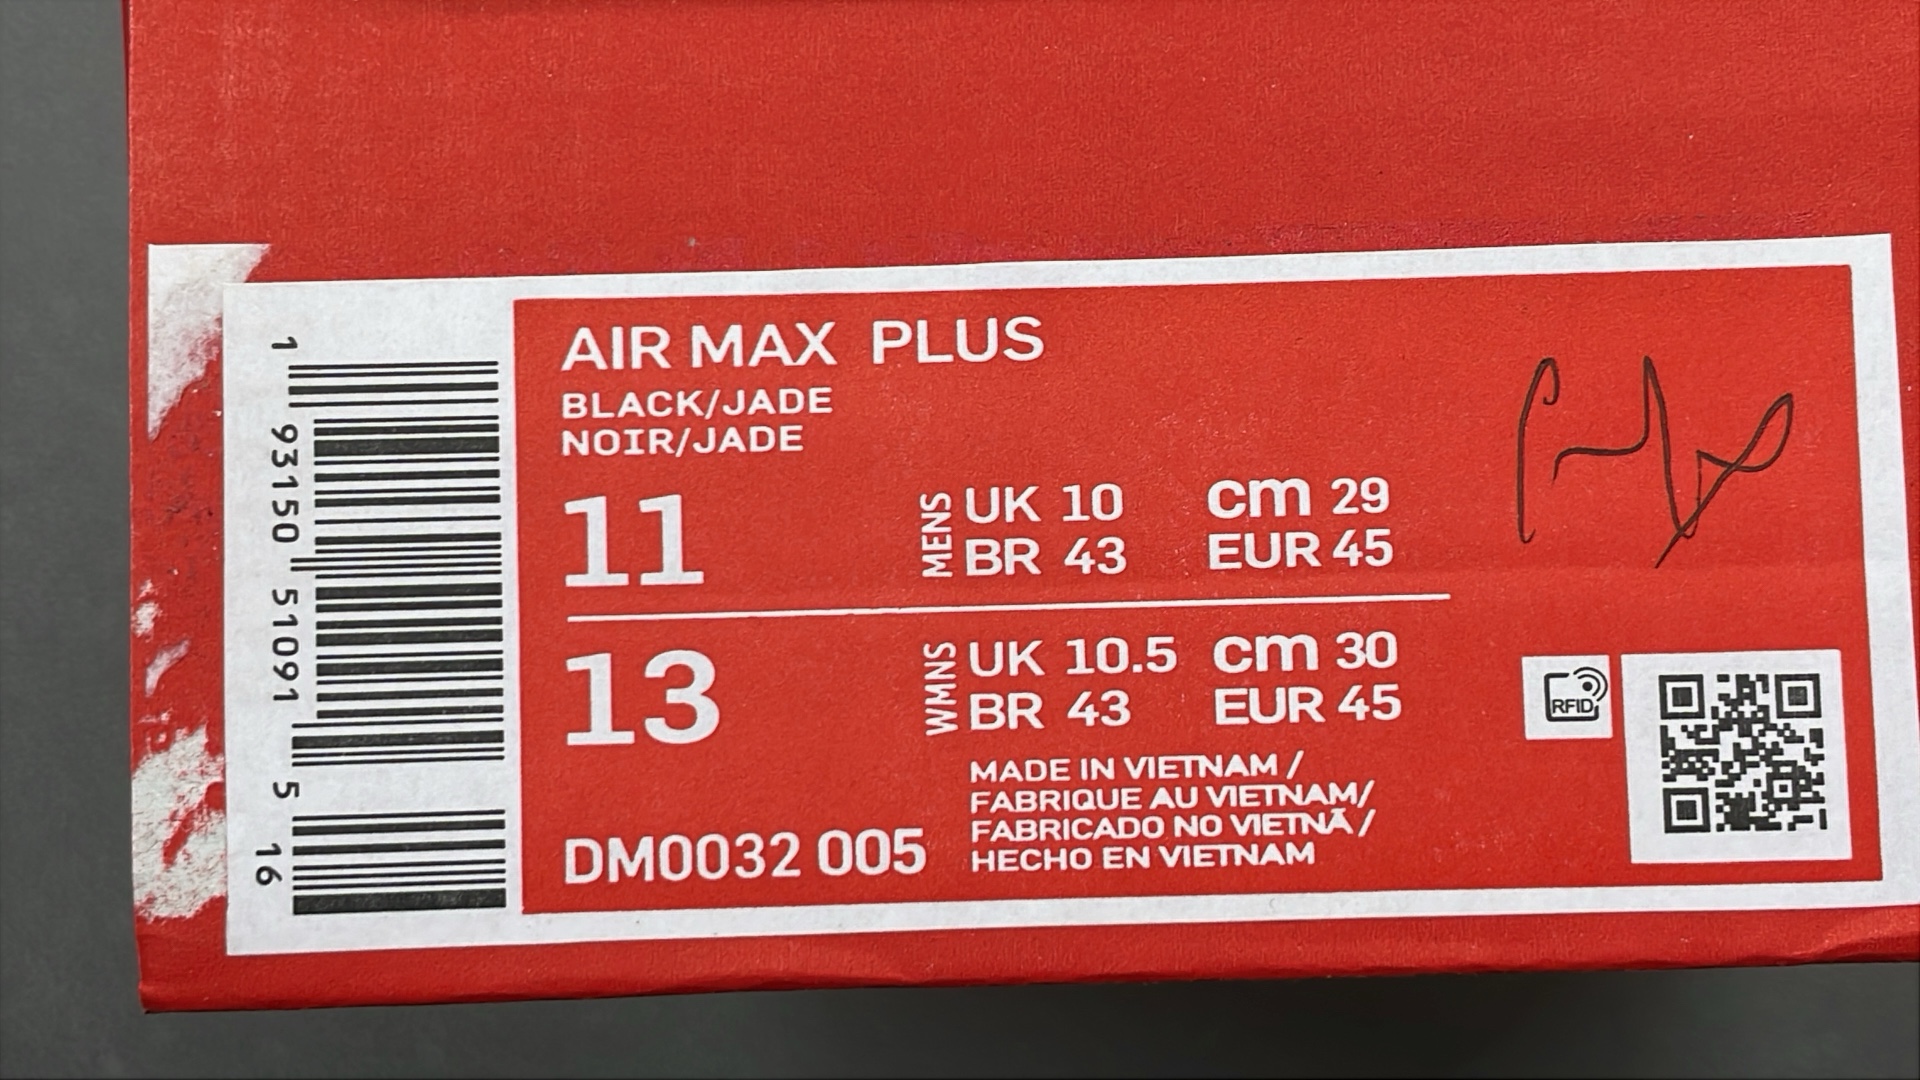 1 93150 51091 5 16
AIR MAX PLUS
BLACK/JADE
NOIR/JADE
11 MENS UK 10 cm 29
BR 43 EUR 45
13 WMNS UK 10.5 cm 30
BR 43 EUR 45
MADE IN VIETNAM /
FABRIQUE AU VIETNAM/
FABRICADO NO VIETNÃ /
HECHO EN VIETNAM
DM0032 005
RFID